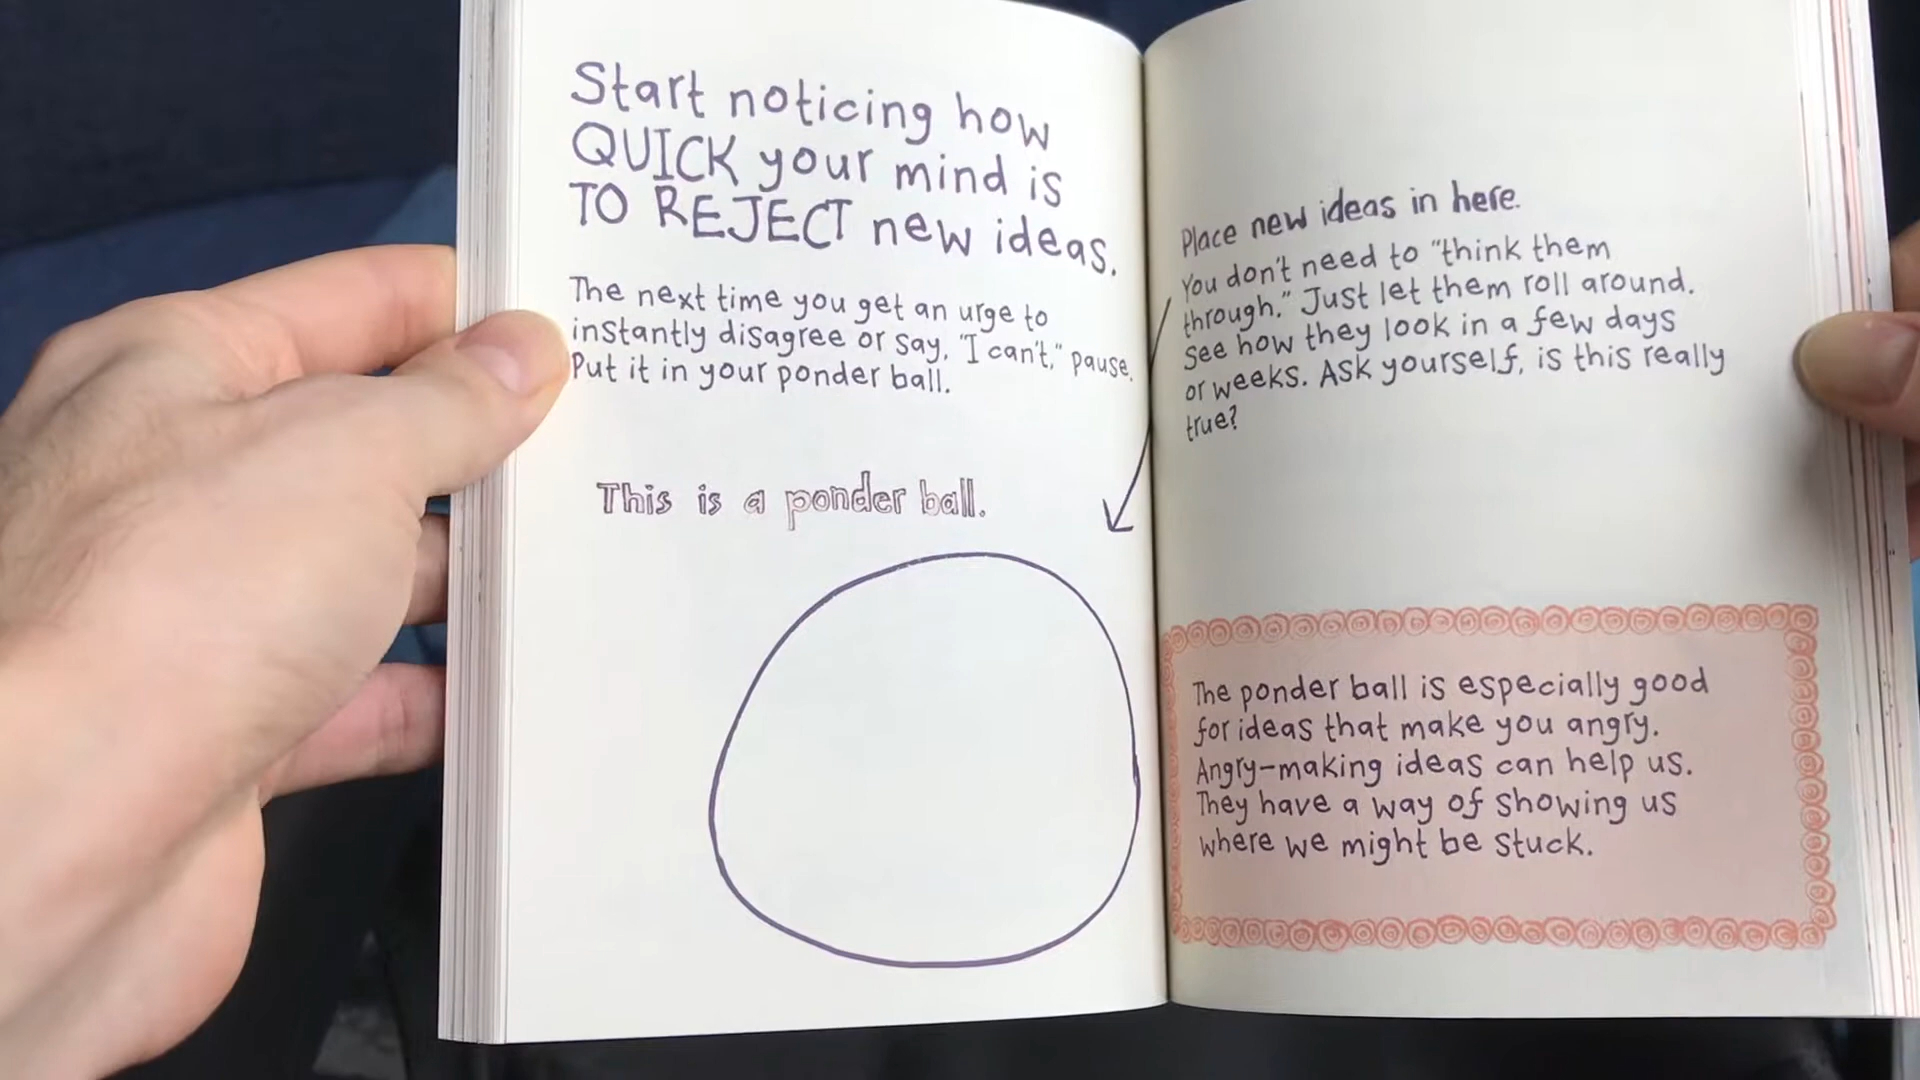 Start noticing how
QUICK your mind is
TO REJECT new ideas.
The next time you get an urge to
instantly disagree or say, "I can't," pause.
Put it in your ponder ball.
This is a ponder ball.
Place new ideas in here.
You don't need to "think them
through." Just let them roll around.
See how they look in a few days
or weeks. Ask yourself, is this really
true?
The ponder ball is especially good
for ideas that make you angry.
Angry-making ideas can help us.
They have a way of showing us
where we might be stuck.